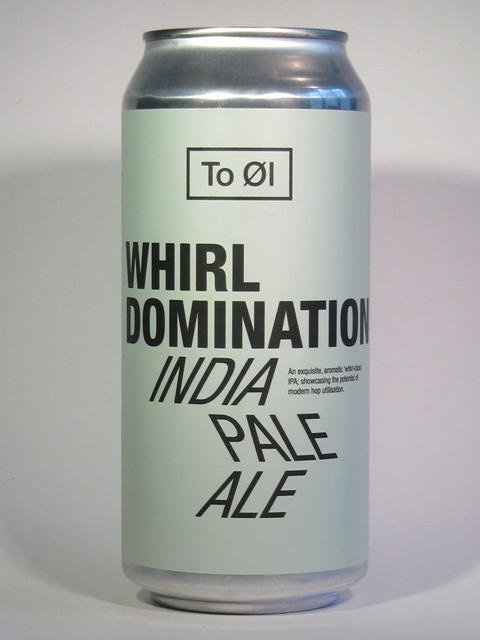 To Øl
WHIRL
DOMINATION
INDIA
An exquisite, aromatic 'whirl-class'
IPA; showcasing the potential of
modern hop utilisation.
PALE
ALE